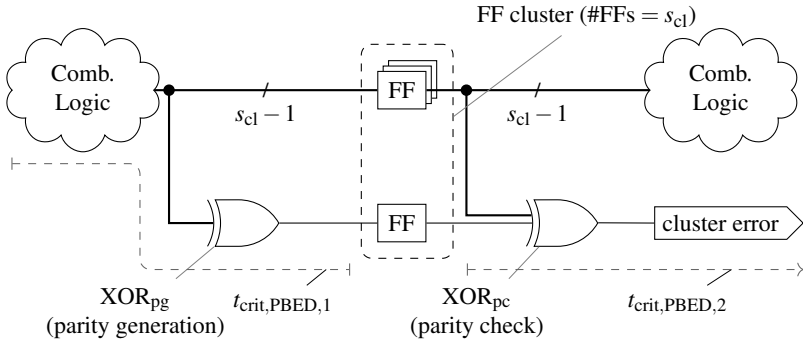 FF cluster (#FFs = s_cl)
Comb.
Logic
FF
Comb.
Logic
s_cl − 1
s_cl − 1
FF
cluster error
XOR_pg
(parity generation)
t_crit,PBED,1
XOR_pc
(parity check)
t_crit,PBED,2